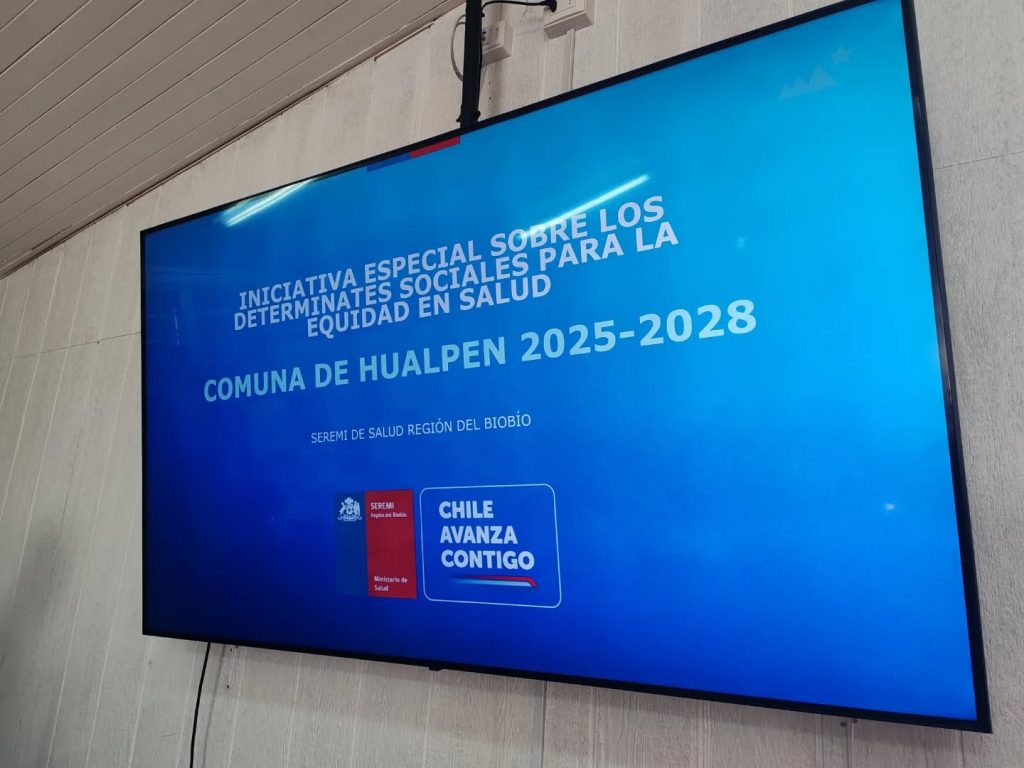 INICIATIVA ESPECIAL SOBRE LOS
DETERMINATES SOCIALES PARA LA
EQUIDAD EN SALUD
COMUNA DE HUALPEN 2025-2028
SEREMI DE SALUD REGIÓN DEL BIOBÍO
SEREMI
Región del Biobío
Ministerio de
Salud
CHILE
AVANZA
CONTIGO